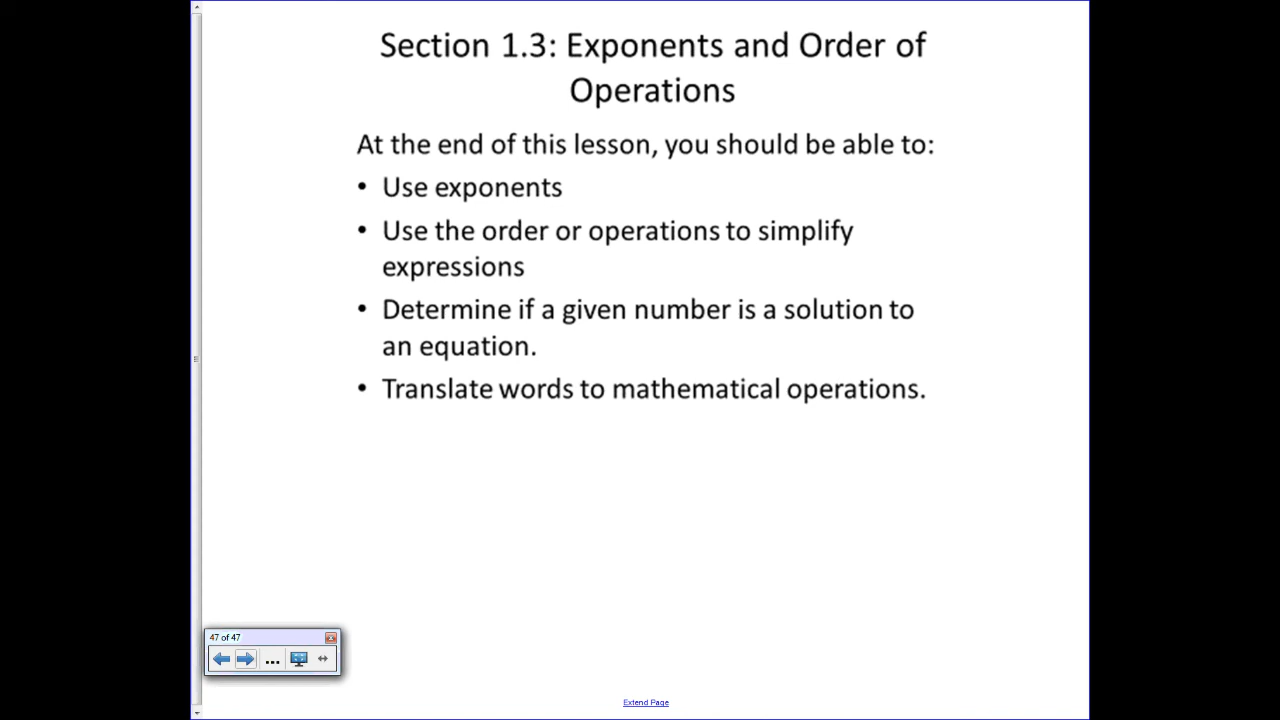 Section 1.3: Exponents and Order of
Operations
At the end of this lesson, you should be able to:
• Use exponents
• Use the order or operations to simplify
expressions
• Determine if a given number is a solution to
an equation.
• Translate words to mathematical operations.
47 of 47
...
Extend Page